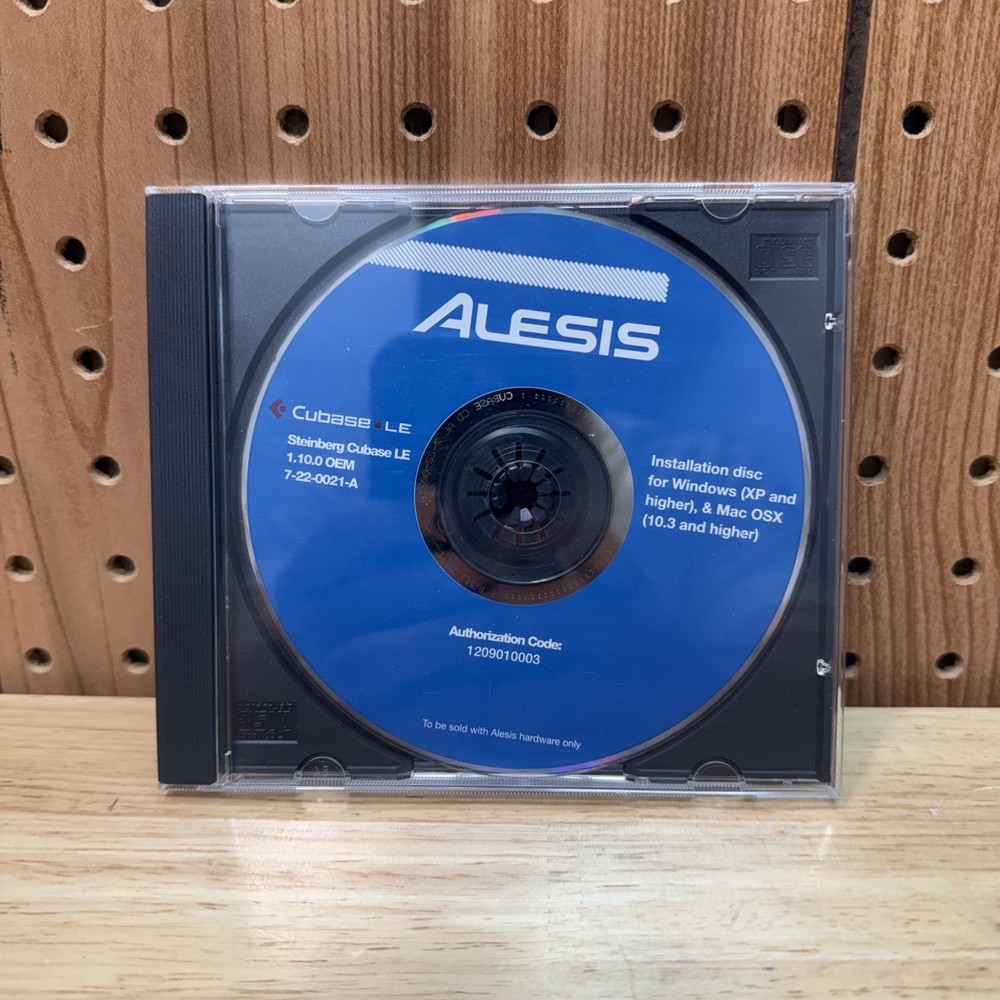 ALESIS
Cubase LE
Steinberg Cubase LE
1.10.0 OEM
7-22-0021-A
Installation disc
for Windows (XP and
higher), & Mac OSX
(10.3 and higher)
Authorization Code:
1209010003
To be sold with Alesis hardware only